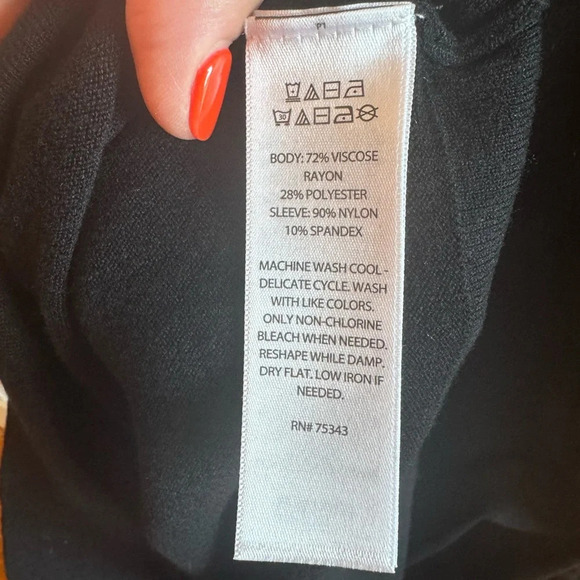 30
BODY: 72% VISCOSE
RAYON
28% POLYESTER
SLEEVE: 90% NYLON
10% SPANDEX
MACHINE WASH COOL -
DELICATE CYCLE. WASH
WITH LIKE COLORS.
ONLY NON-CHLORINE
BLEACH WHEN NEEDED.
RESHAPE WHILE DAMP.
DRY FLAT. LOW IRON IF
NEEDED.
RN# 75343